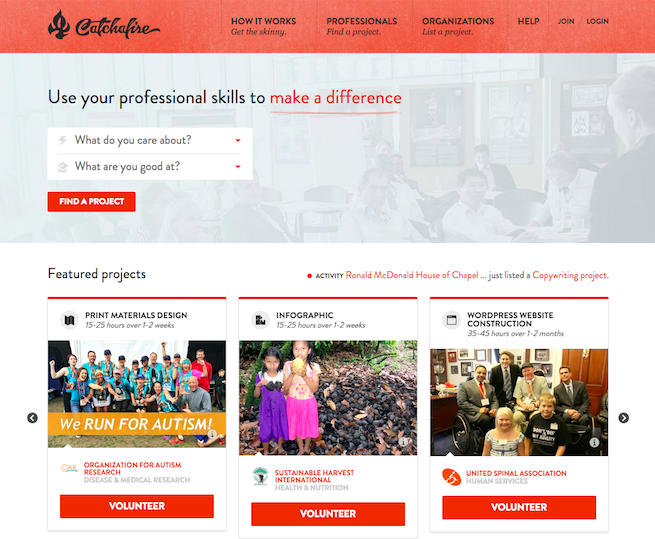 Catchafire
HOW IT WORKS
Get the skinny.
PROFESSIONALS
Find a project.
ORGANIZATIONS
List a project.
HELP
JOIN
LOGIN
Use your professional skills to make a difference
What do you care about?
What are you good at?
FIND A PROJECT
Featured projects
ACTIVITY Ronald McDonald House of Chapel ... just listed a Copywriting project.
PRINT MATERIALS DESIGN
15-25 hours over 1-2 weeks
We RUN FOR AUTISM!
OAR
ORGANIZATION FOR AUTISM
RESEARCH
DISEASE & MEDICAL RESEARCH
VOLUNTEER
INFOGRAPHIC
15-25 hours over 1-2 weeks
SUSTAINABLE HARVEST
INTERNATIONAL
HEALTH & NUTRITION
VOLUNTEER
WORDPRESS WEBSITE
CONSTRUCTION
35-45 hours over 1-2 months
UNITED SPINAL ASSOCIATION
HUMAN SERVICES
VOLUNTEER